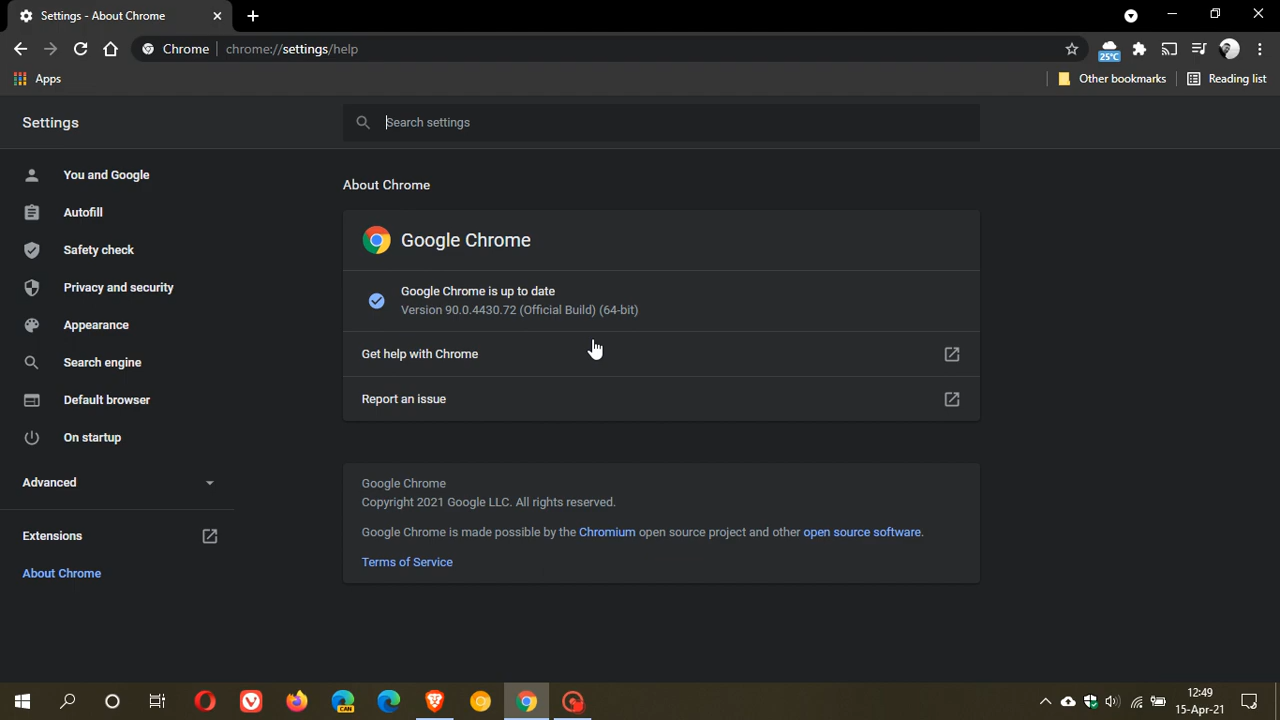 Settings - About Chrome
Chrome
chrome://settings/help
25°C
Apps
Other bookmarks
Reading list
Settings
Search settings
You and Google
Autofill
Safety check
Privacy and security
Appearance
Search engine
Default browser
On startup
Advanced
Extensions
About Chrome
About Chrome
Google Chrome
Google Chrome is up to date
Version 90.0.4430.72 (Official Build) (64-bit)
Get help with Chrome
Report an issue
Google Chrome
Copyright 2021 Google LLC. All rights reserved.
Google Chrome is made possible by the Chromium open source project and other open source software.
Terms of Service
CAN
12:49
15-Apr-21